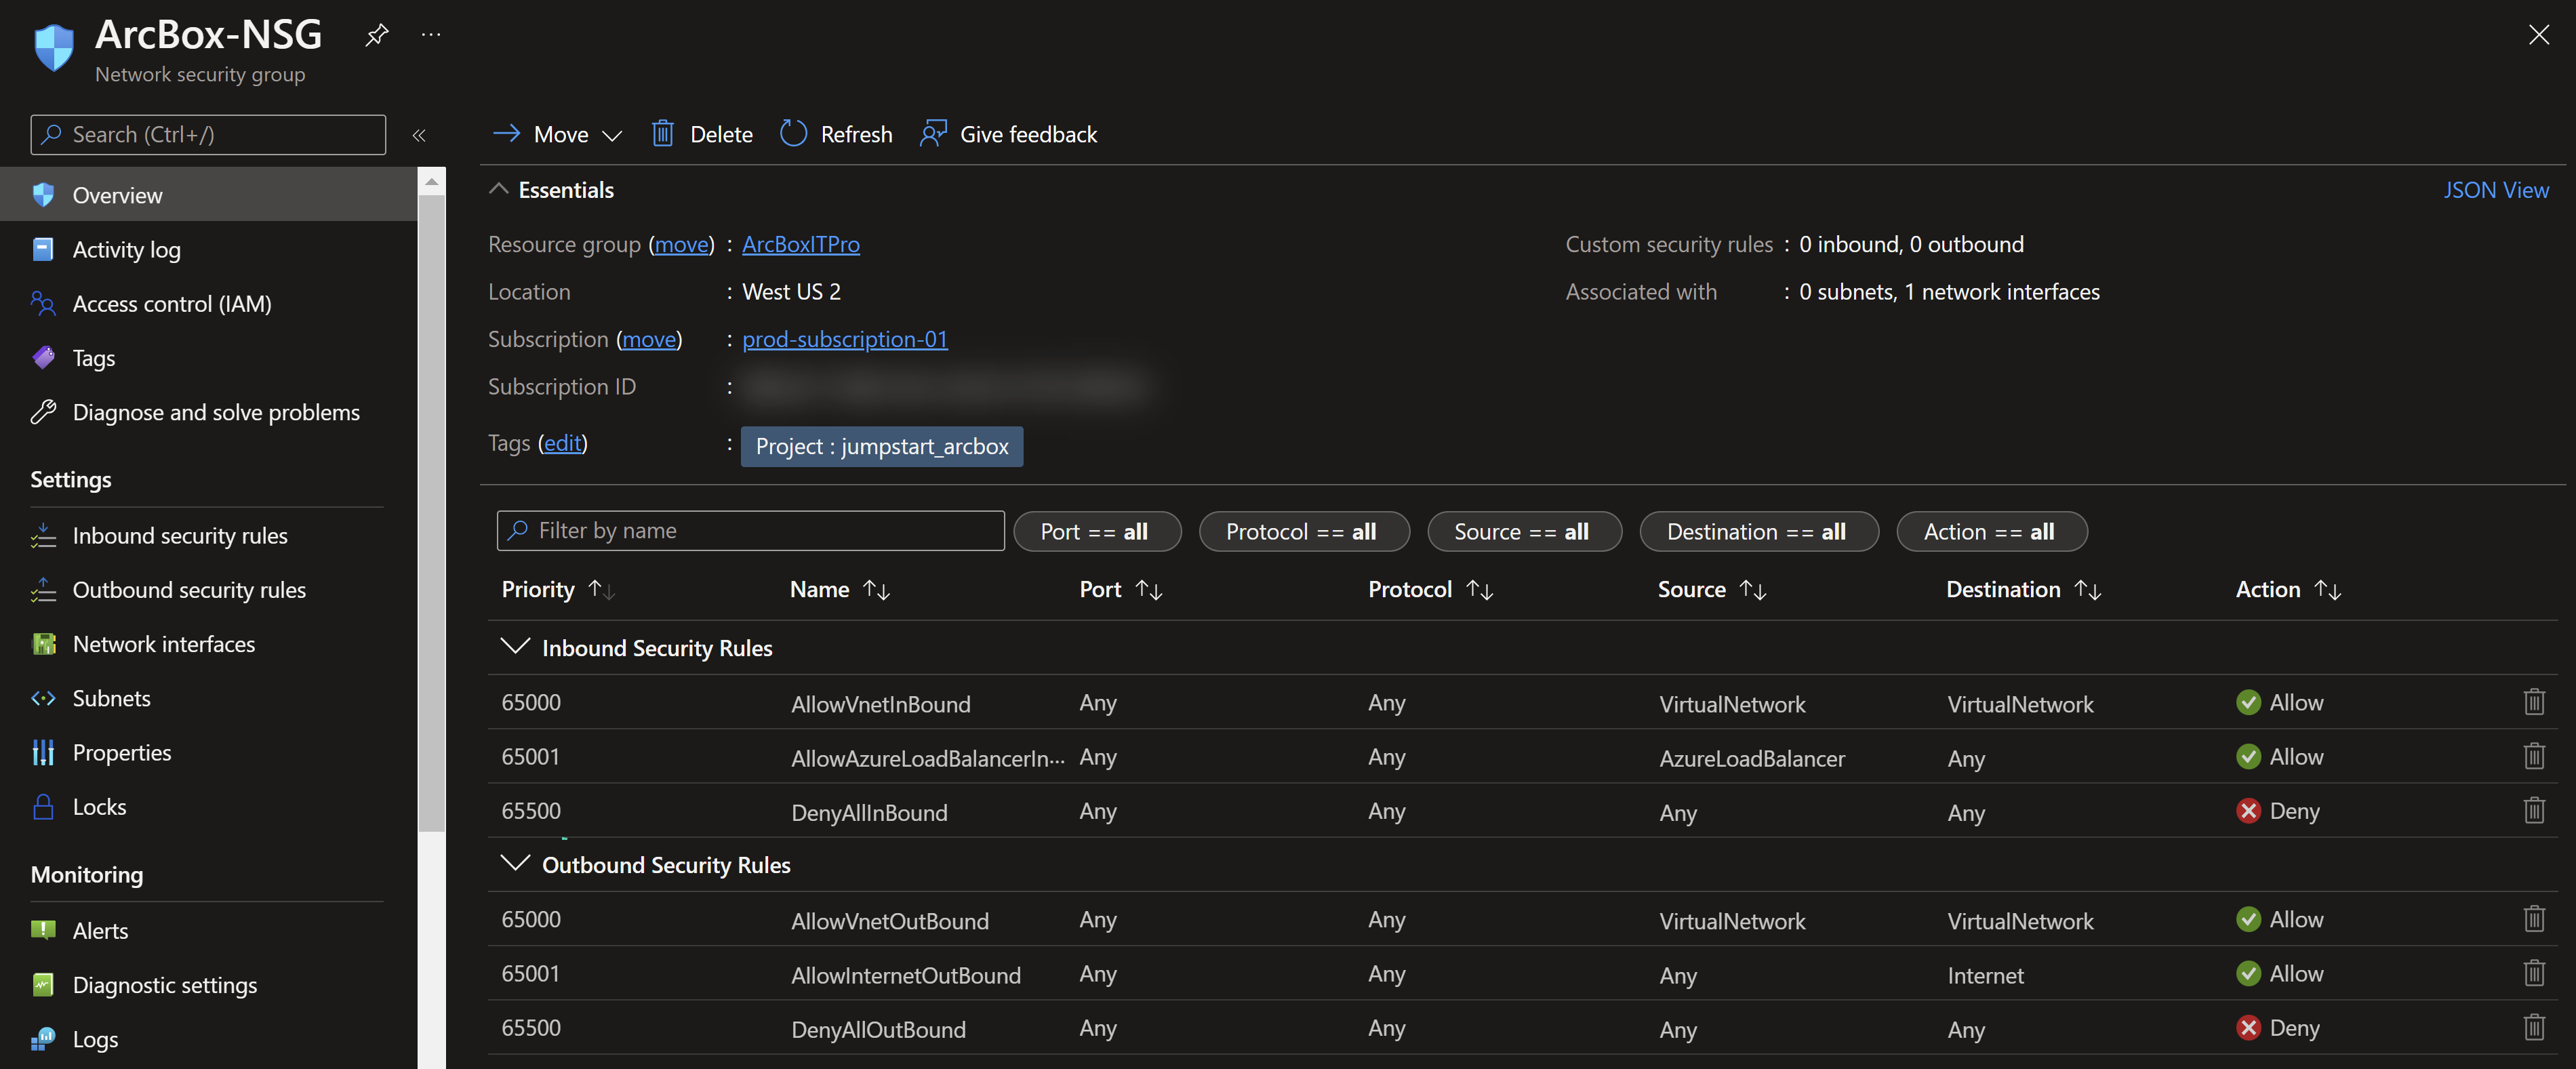 ArcBox-NSG
Network security group
Search (Ctrl+/)
Overview
Activity log
Access control (IAM)
Tags
Diagnose and solve problems
Settings
Inbound security rules
Outbound security rules
Network interfaces
Subnets
Properties
Locks
Monitoring
Alerts
Diagnostic settings
Logs
Move Delete Refresh Give feedback
Essentials JSON View
Resource group (move) : ArcBoxITPro Custom security rules : 0 inbound, 0 outbound
Location : West US 2 Associated with : 0 subnets, 1 network interfaces
Subscription (move) : prod-subscription-01
Subscription ID :
Tags (edit) : Project : jumpstart_arcbox
Filter by name Port == all Protocol == all Source == all Destination == all Action == all
Priority Name Port Protocol Source Destination Action
Inbound Security Rules
65000 AllowVnetInBound Any Any VirtualNetwork VirtualNetwork Allow
65001 AllowAzureLoadBalancerIn··· Any Any AzureLoadBalancer Any Allow
65500 DenyAllInBound Any Any Any Any Deny
Outbound Security Rules
65000 AllowVnetOutBound Any Any VirtualNetwork VirtualNetwork Allow
65001 AllowInternetOutBound Any Any Any Internet Allow
65500 DenyAllOutBound Any Any Any Any Deny